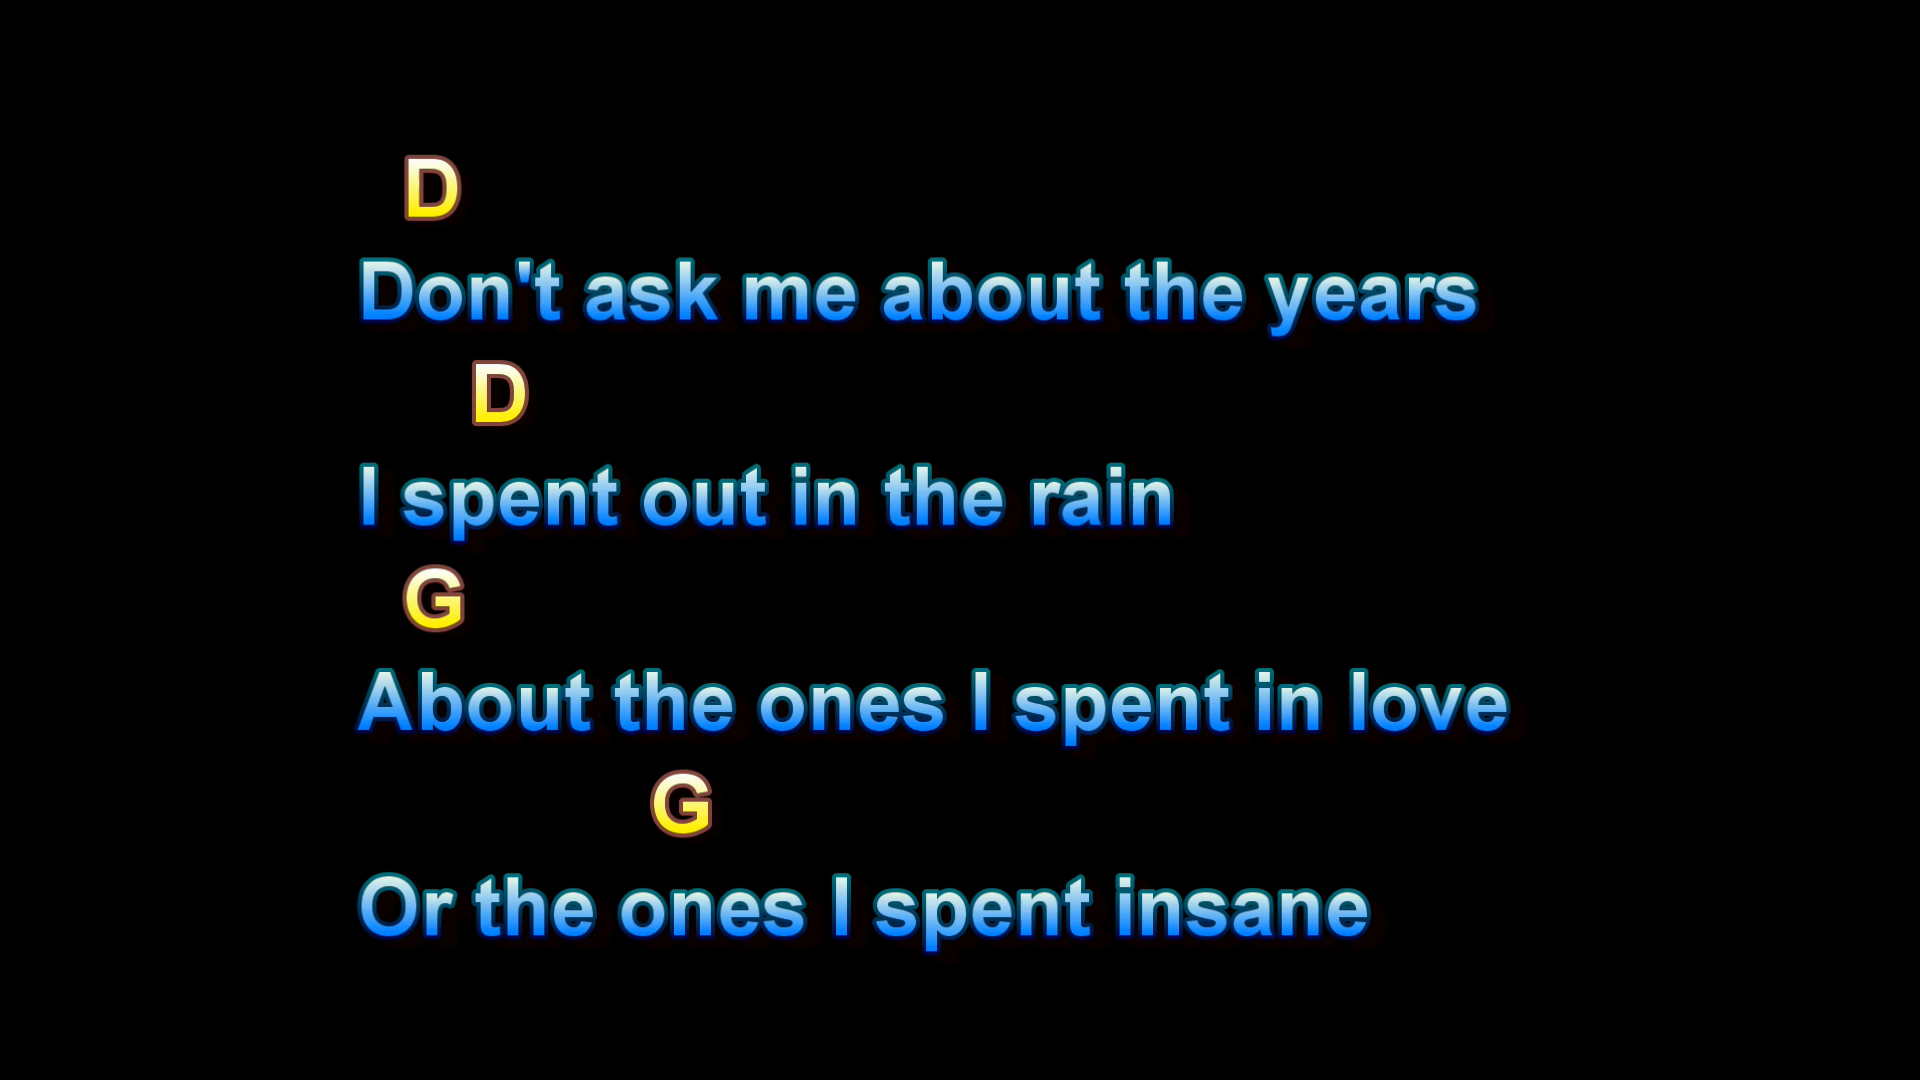 D
Don't ask me about the years
D
I spent out in the rain
G
About the ones I spent in love
G
Or the ones I spent insane